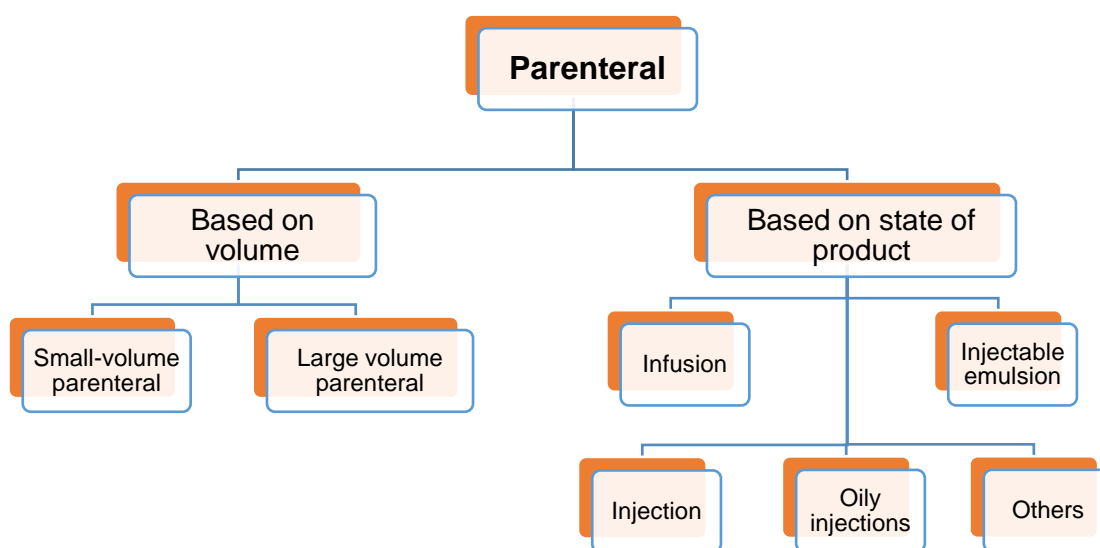 Parenteral
Based on
volume
Based on state of
product
Small-volume
parenteral
Large volume
parenteral
Infusion
Injectable
emulsion
Injection
Oily
injections
Others